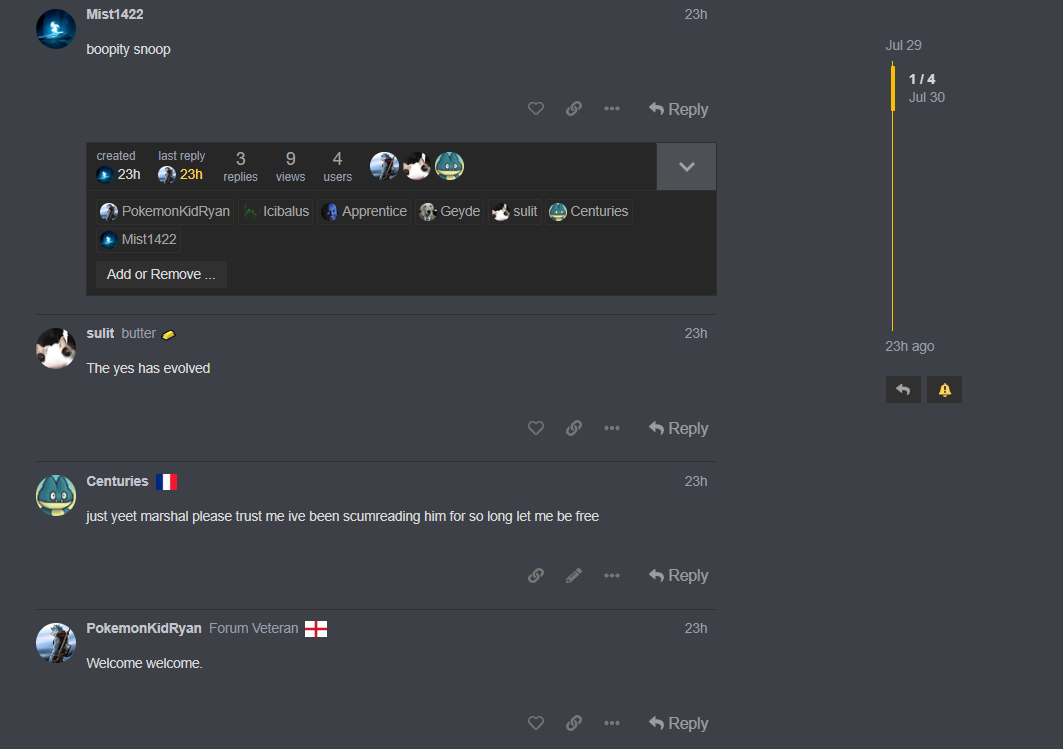 Mist1422 23h
boopity snoop
Reply
created last reply 3 9 4
23h 23h replies views users
PokemonKidRyan Icibalus Apprentice Geyde sulit Centuries
Mist1422
Add or Remove ...
sulit butter 23h
The yes has evolved
Reply
Centuries 23h
just yeet marshal please trust me ive been scumreading him for so long let me be free
Reply
PokemonKidRyan Forum Veteran 23h
Welcome welcome.
Reply
Jul 29
1 / 4
Jul 30
23h ago